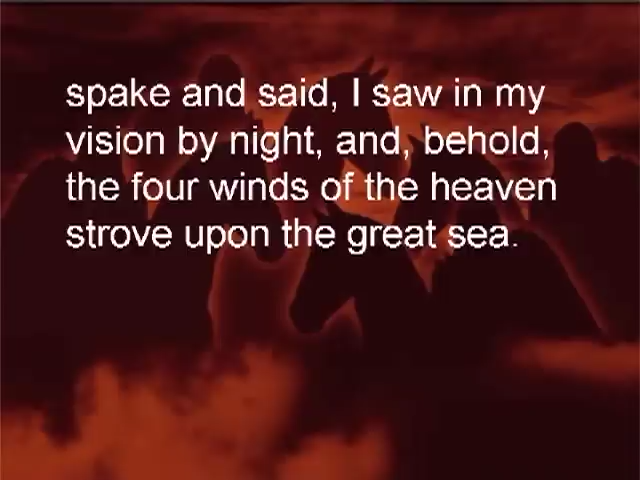 spake and said, I saw in my
vision by night, and, behold,
the four winds of the heaven
strove upon the great sea.